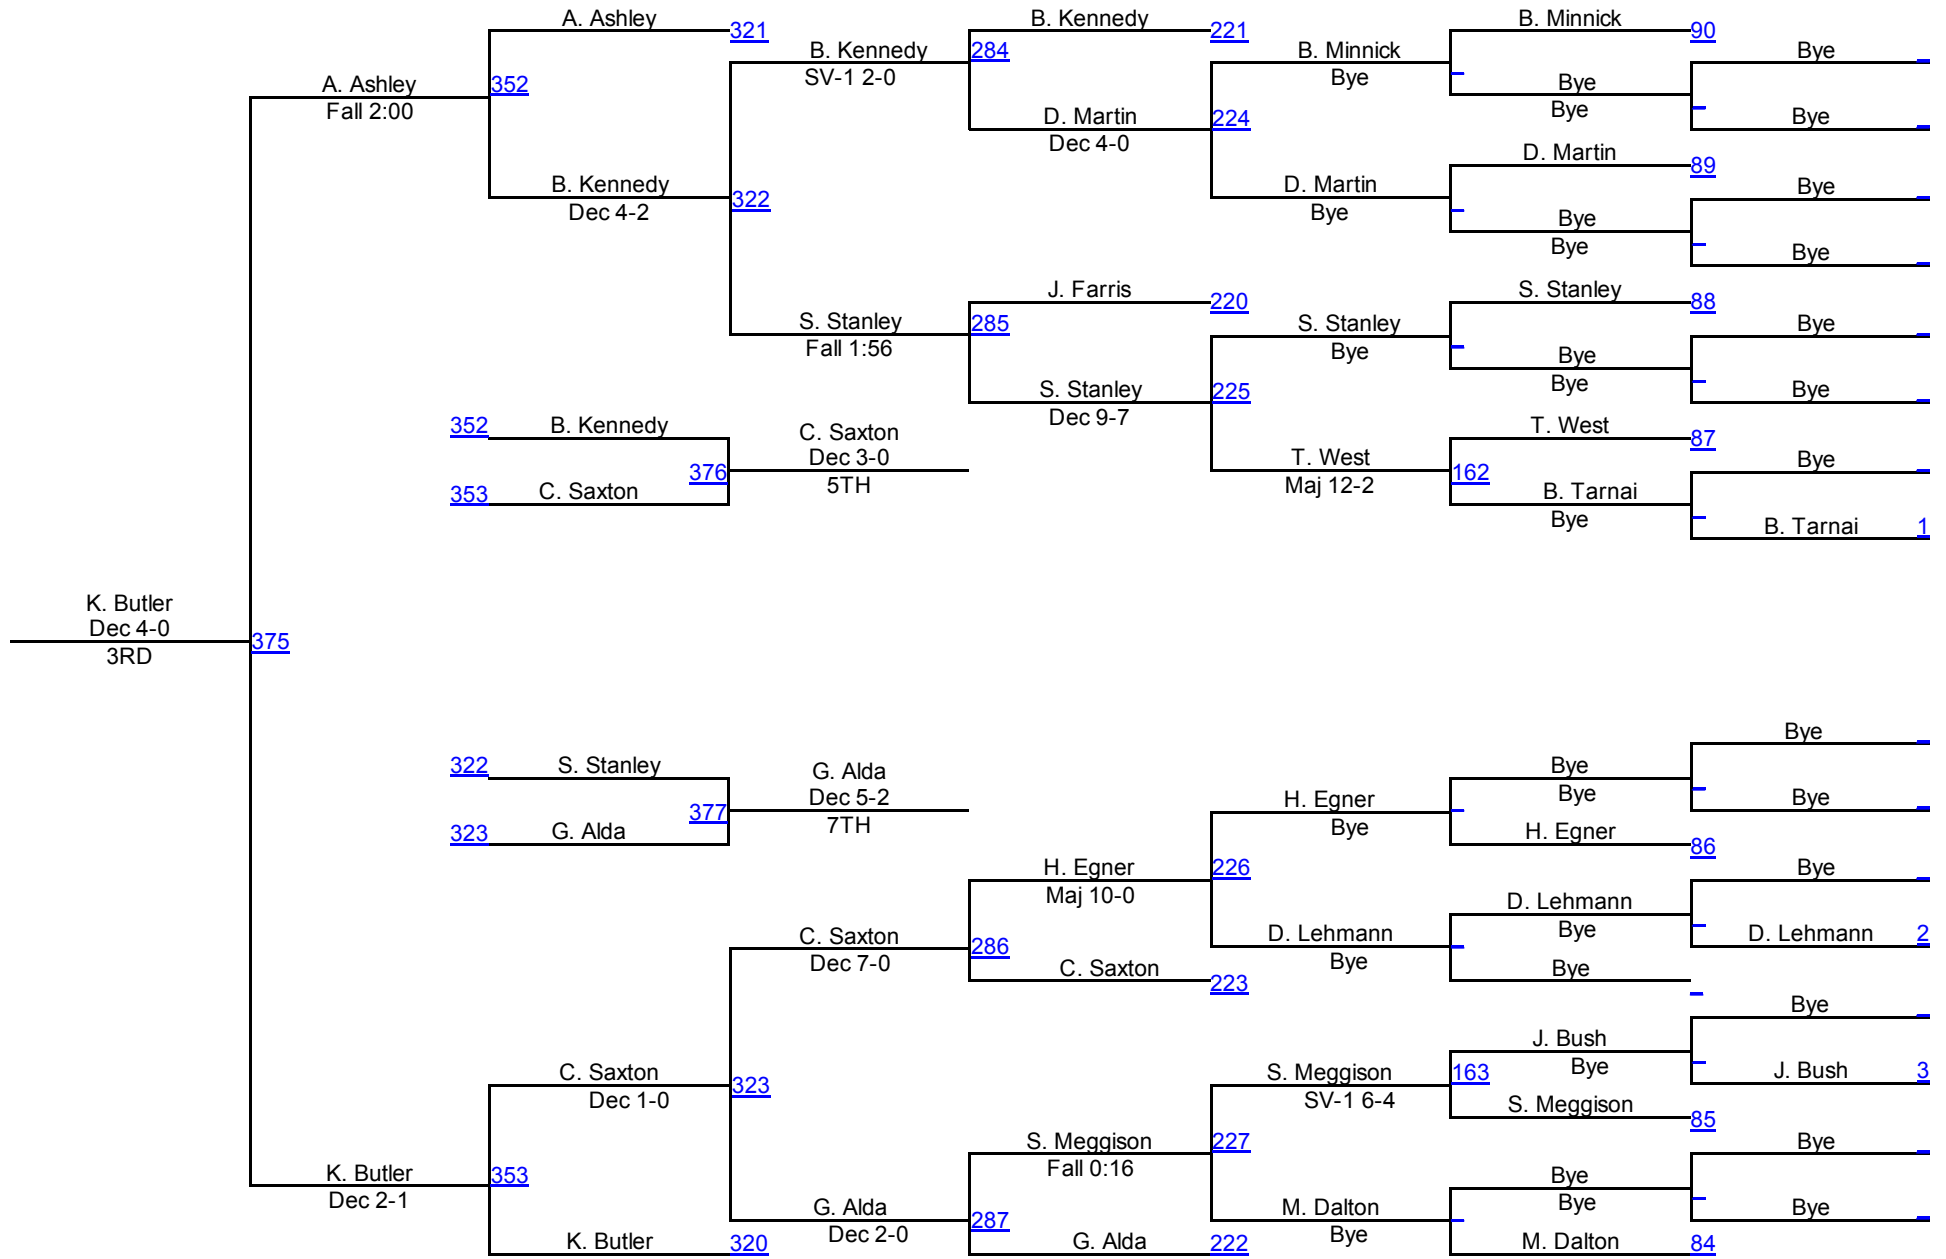 A. Ashley
321
B. Kennedy
221
B. Minnick
90
B. Kennedy
284
B. Minnick
Bye
A. Ashley
352
SV-1 2-0
Bye
Bye
Fall 2:00
D. Martin
224
Bye
Bye
Dec 4-0
D. Martin
89
B. Kennedy
322
D. Martin
Bye
Dec 4-2
Bye
Bye
Bye
Bye
J. Farris
220
S. Stanley
88
S. Stanley
285
S. Stanley
Bye
Fall 1:56
Bye
Bye
S. Stanley
225
Bye
Bye
Dec 9-7
352
B. Kennedy
C. Saxton
T. West
87
Dec 3-0
T. West
Bye
376
5TH
Maj 12-2
162
353
C. Saxton
B. Tarnai
Bye
B. Tarnai
1
K. Butler
Dec 4-0
375
3RD
Bye
322
S. Stanley
G. Alda
Bye
Dec 5-2
H. Egner
Bye
Bye
377
7TH
Bye
323
G. Alda
H. Egner
86
H. Egner
226
Bye
Maj 10-0
D. Lehmann
C. Saxton
D. Lehmann
Bye
D. Lehmann
2
Dec 7-0
286
Bye
C. Saxton
223
Bye
Bye
J. Bush
C. Saxton
323
S. Meggison
163
Bye
J. Bush
3
Dec 1-0
SV-1 6-4
S. Meggison
85
S. Meggison
227
Bye
K. Butler
353
Fall 0:16
Bye
Dec 2-1
G. Alda
M. Dalton
Bye
Bye
Dec 2-0
287
Bye
K. Butler
320
G. Alda
222
M. Dalton
84